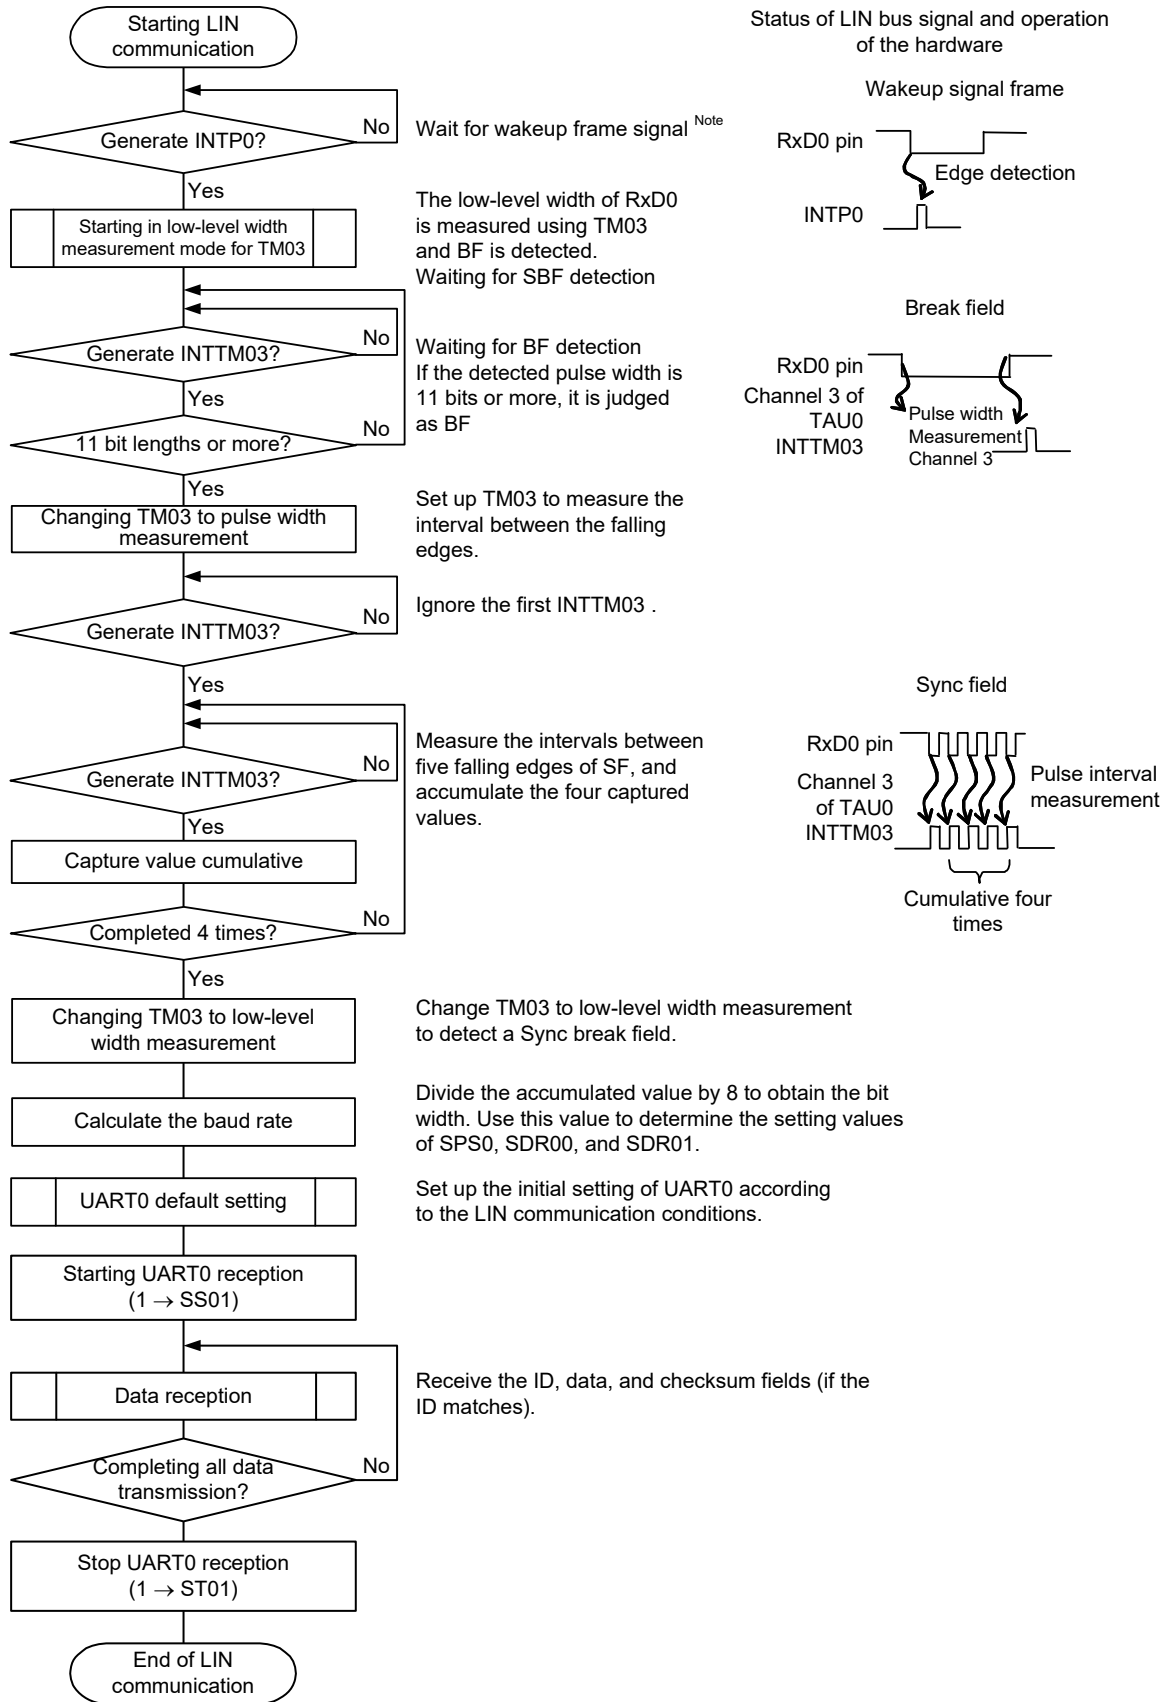 Starting LIN
communication
Status of LIN bus signal and operation
of the hardware
Wakeup signal frame
Generate INTP0?
No
Yes
Wait for wakeup frame signal Note
RxD0 pin
Edge detection
INTP0
Starting in low-level width
measurement mode for TM03
The low-level width of RxD0
is measured using TM03
and BF is detected.
Waiting for SBF detection
Generate INTTM03?
No
Yes
Waiting for BF detection
If the detected pulse width is
11 bits or more, it is judged
as BF
Break field
RxD0 pin
Channel 3 of
TAU0
INTTM03
Pulse width
Measurement
Channel 3
11 bit lengths or more?
No
Yes
Changing TM03 to pulse width
measurement
Set up TM03 to measure the
interval between the falling
edges.
Generate INTTM03?
No
Yes
Ignore the first INTTM03 .
Sync field
Generate INTTM03?
No
Yes
Measure the intervals between
five falling edges of SF, and
accumulate the four captured
values.
RxD0 pin
Channel 3
of TAU0
INTTM03
Pulse interval
measurement
Cumulative four
times
Capture value cumulative
Completed 4 times?
No
Yes
Changing TM03 to low-level
width measurement
Change TM03 to low-level width measurement
to detect a Sync break field.
Calculate the baud rate
Divide the accumulated value by 8 to obtain the bit
width. Use this value to determine the setting values
of SPS0, SDR00, and SDR01.
UART0 default setting
Set up the initial setting of UART0 according
to the LIN communication conditions.
Starting UART0 reception
(1 → SS01)
Data reception
Receive the ID, data, and checksum fields (if the
ID matches).
Completing all data
transmission?
No
Stop UART0 reception
(1 → ST01)
End of LIN
communication